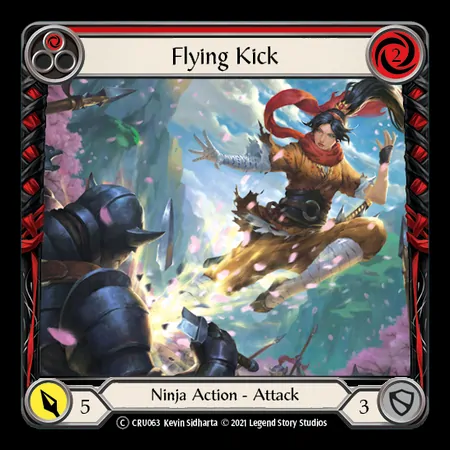 Flying Kick
2
5
Ninja Action - Attack
3
C CRU063 Kevin Sidharta © 2021 Legend Story Studios